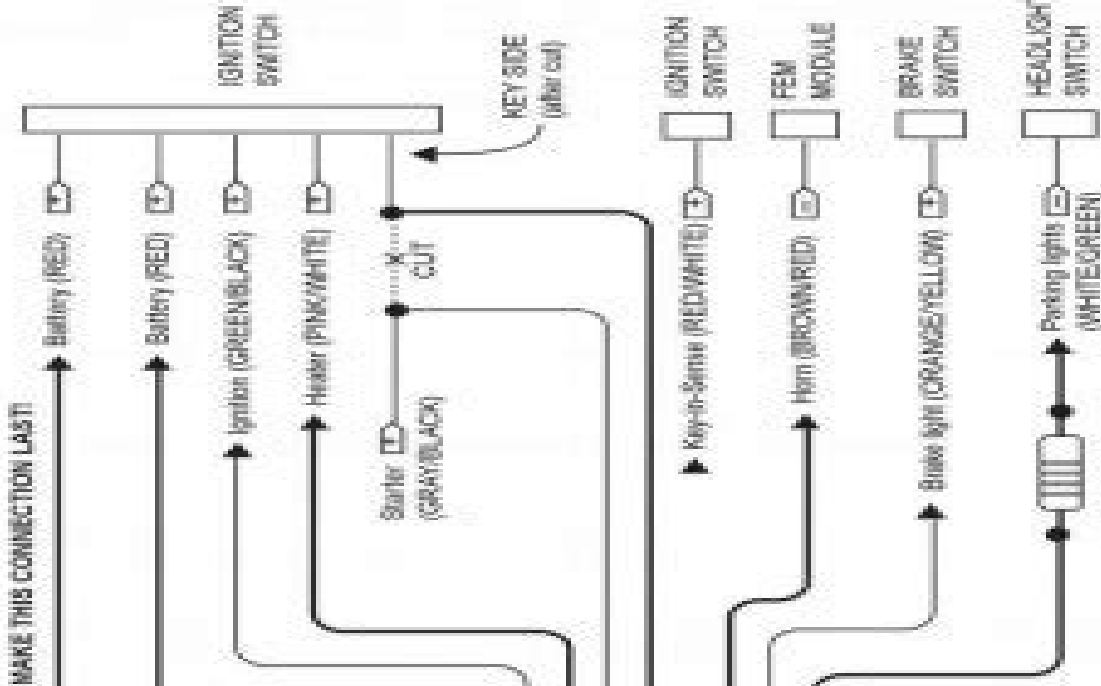 MAKE THIS CONNECTION LAST!
Battery (RED)
Battery (RED)
Ignition (GREEN/BLACK)
Heater (PINK/WHITE)
Starter
(GRAY/BLACK)
CUT
IGNITION
SWITCH
KEY SIDE
(after cut)
Key-in-Sense (RED/WHITE)
IGNITION
SWITCH
Horn (BROWN/RED)
FEM
MODULE
Brake light (ORANGE/YELLOW)
BRAKE
SWITCH
Parking lights
(WHITE/GREEN)
HEADLIGHT
SWITCH